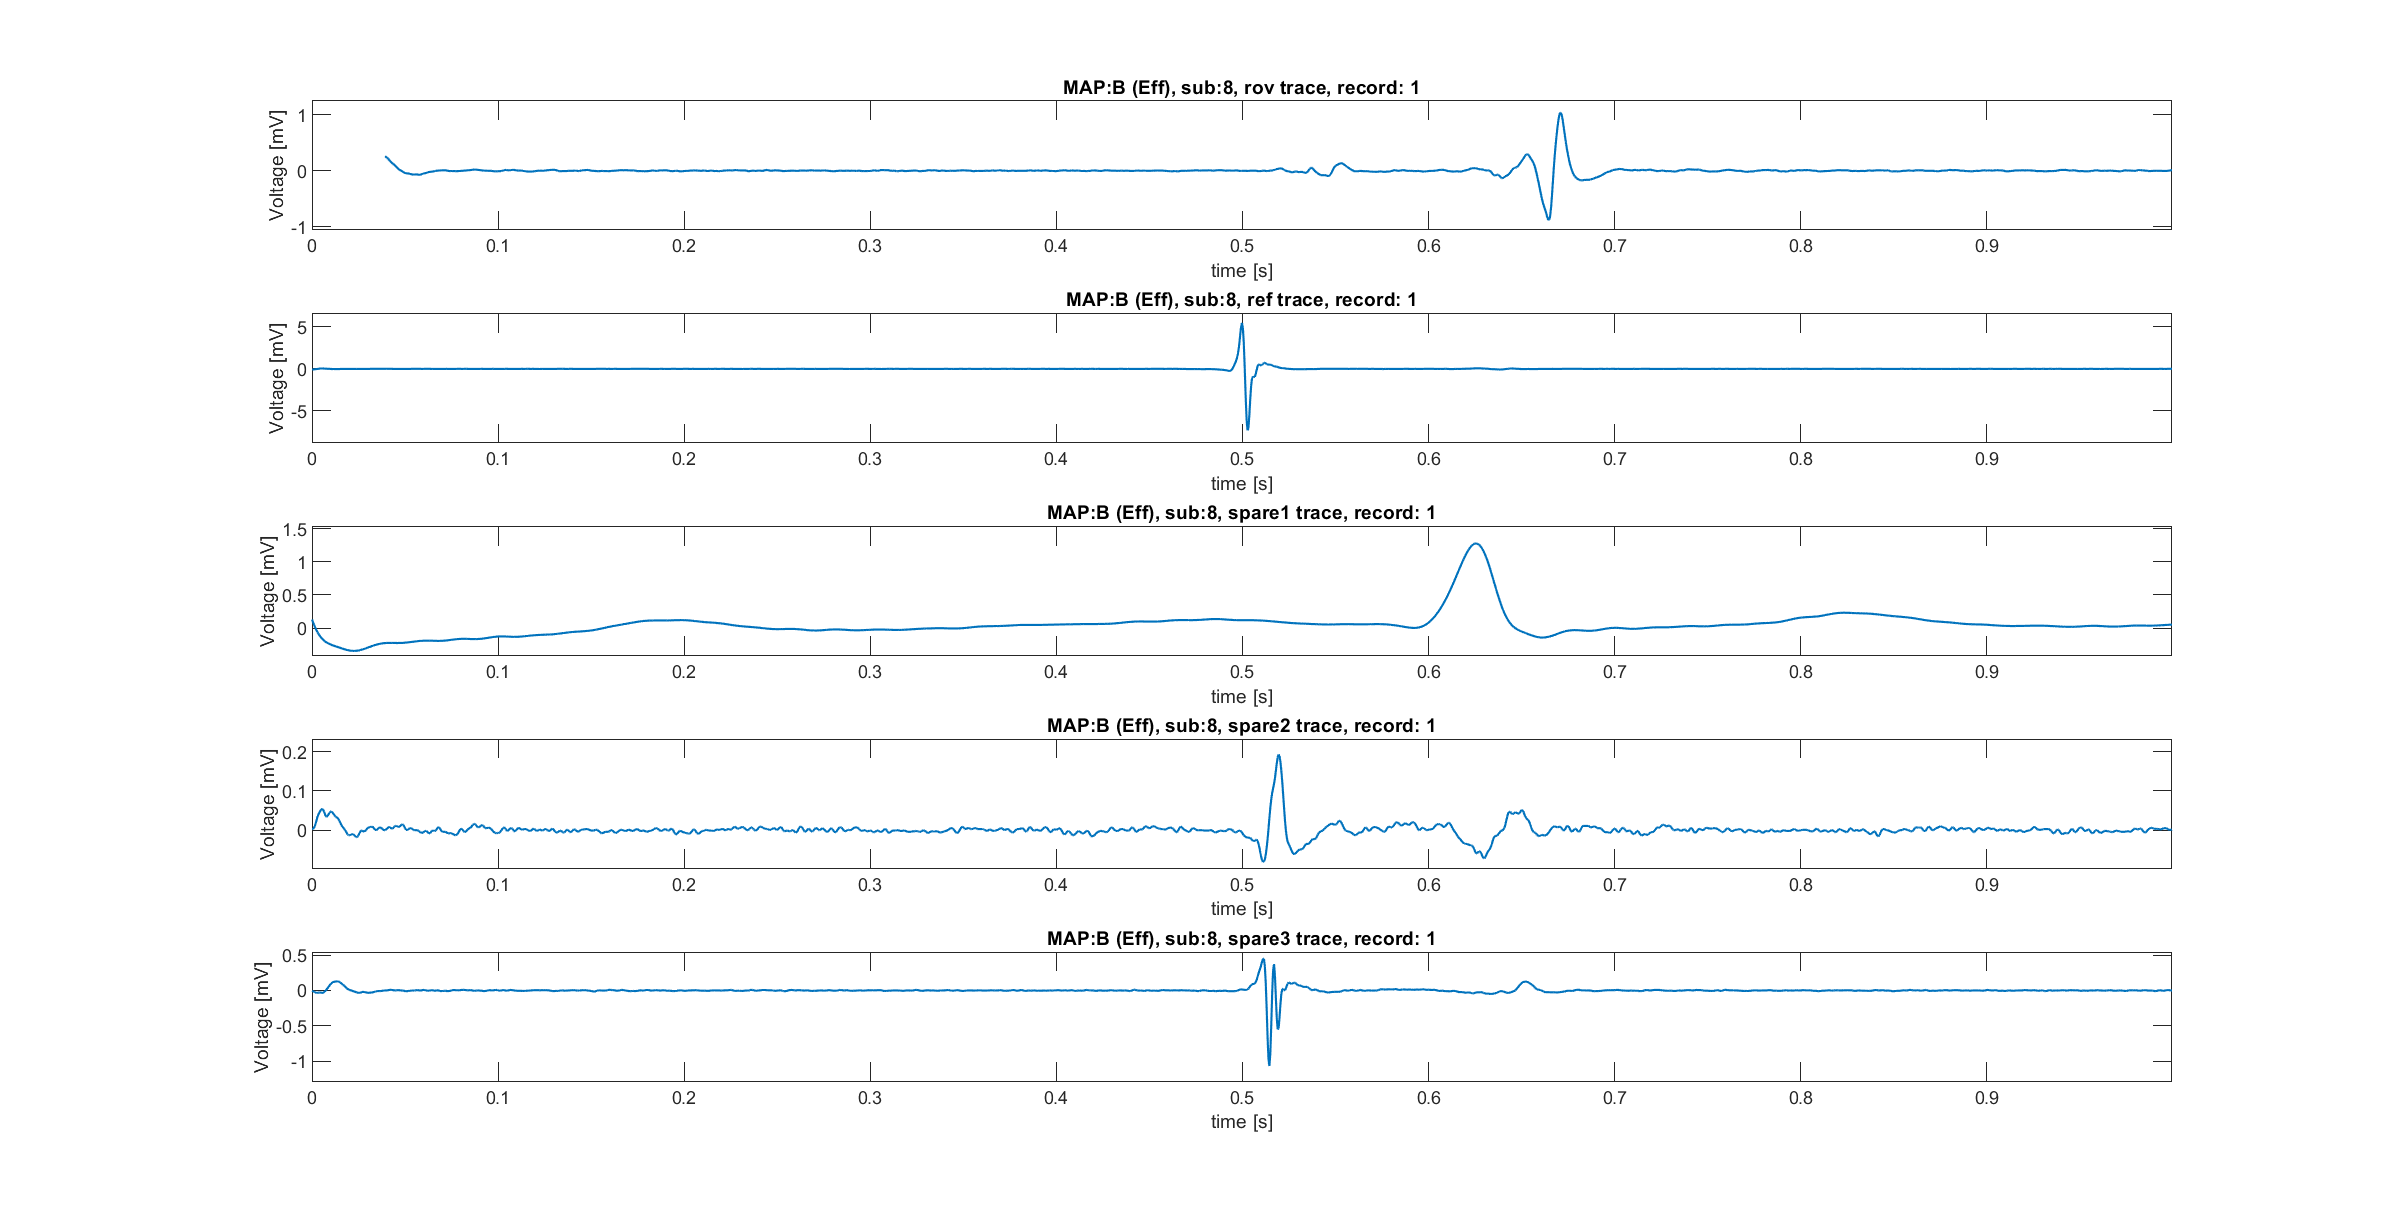 MAP:B (Eff), sub:8, rov trace, record: 1
Voltage [mV]
1
0
-1
0 0.1 0.2 0.3 0.4 0.5 0.6 0.7 0.8 0.9
time [s]
MAP:B (Eff), sub:8, ref trace, record: 1
Voltage [mV]
5
0
-5
0 0.1 0.2 0.3 0.4 0.5 0.6 0.7 0.8 0.9
time [s]
MAP:B (Eff), sub:8, spare1 trace, record: 1
Voltage [mV]
1.5
1
0.5
0
0 0.1 0.2 0.3 0.4 0.5 0.6 0.7 0.8 0.9
time [s]
MAP:B (Eff), sub:8, spare2 trace, record: 1
Voltage [mV]
0.2
0.1
0
0 0.1 0.2 0.3 0.4 0.5 0.6 0.7 0.8 0.9
time [s]
MAP:B (Eff), sub:8, spare3 trace, record: 1
Voltage [mV]
0.5
0
-0.5
-1
0 0.1 0.2 0.3 0.4 0.5 0.6 0.7 0.8 0.9
time [s]